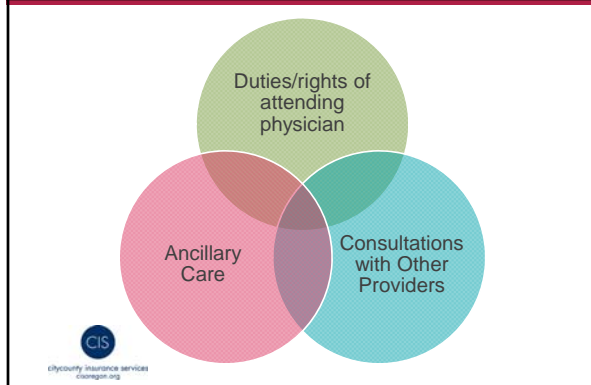 Duties/rights of
attending
physician
Ancillary
Care
Consultations
with Other
Providers
CIS
citycounty insurance services
cisoregon.org